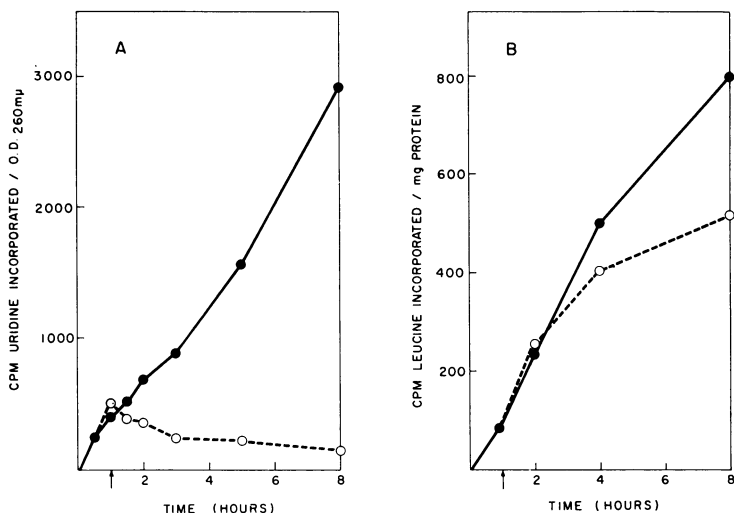 A
CPM URIDINE INCORPORATED / O.D. 260mμ
3000
2000
1000
2
4
6
8
TIME (HOURS)
B
CPM LEUCINE INCORPORATED / mg PROTEIN
800
600
400
200
2
4
6
8
TIME (HOURS)